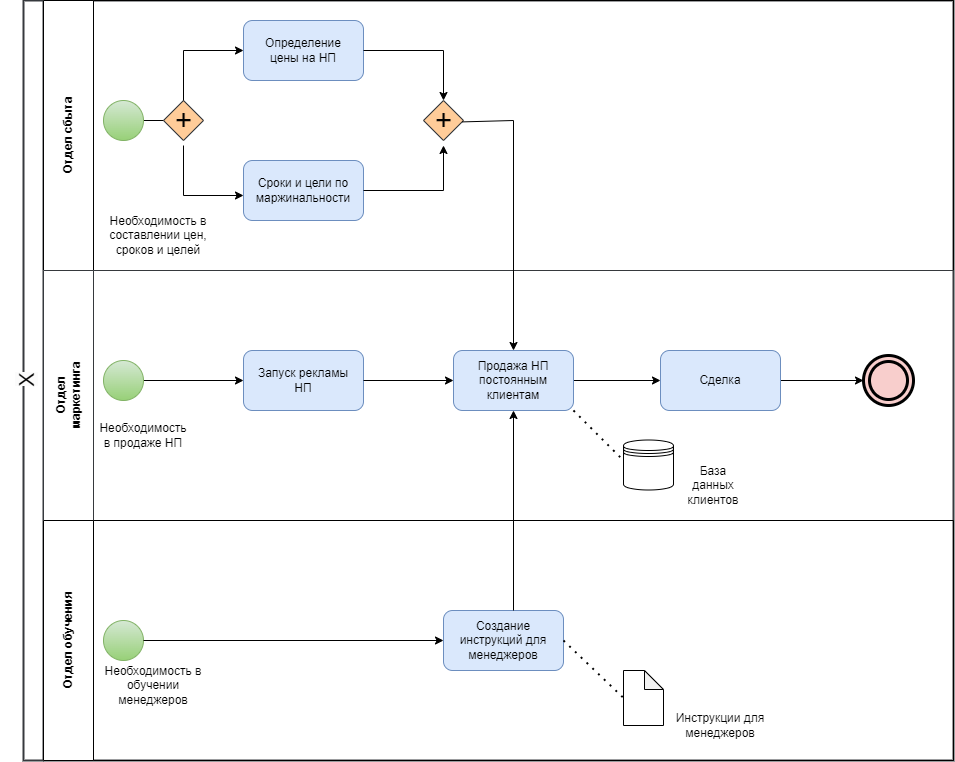 X
Отдел сбыта
Определение
цены на НП
Сроки и цели по
маржинальности
Необходимость в
составлении цен,
сроков и целей
Отдел
маркетинга
Запуск рекламы
НП
Продажа НП
постоянным
клиентам
Сделка
Необходимость
в продаже НП
База
данных
клиентов
Отдел обучения
Создание
инструкций для
менеджеров
Необходимость в
обучении
менеджеров
Инструкции для
менеджеров